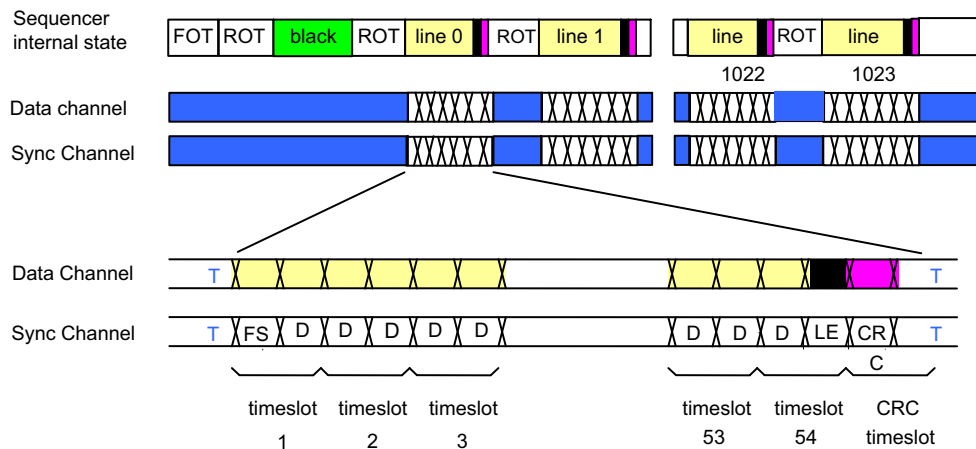 Sequencer
internal state
FOT ROT black ROT line 0 ROT line 1 line ROT line
1022 1023
Data channel
Sync Channel
Data Channel T T
Sync Channel T FS D D D D D D D D LE CR T
C
timeslot timeslot timeslot timeslot timeslot CRC
1 2 3 53 54 timeslot